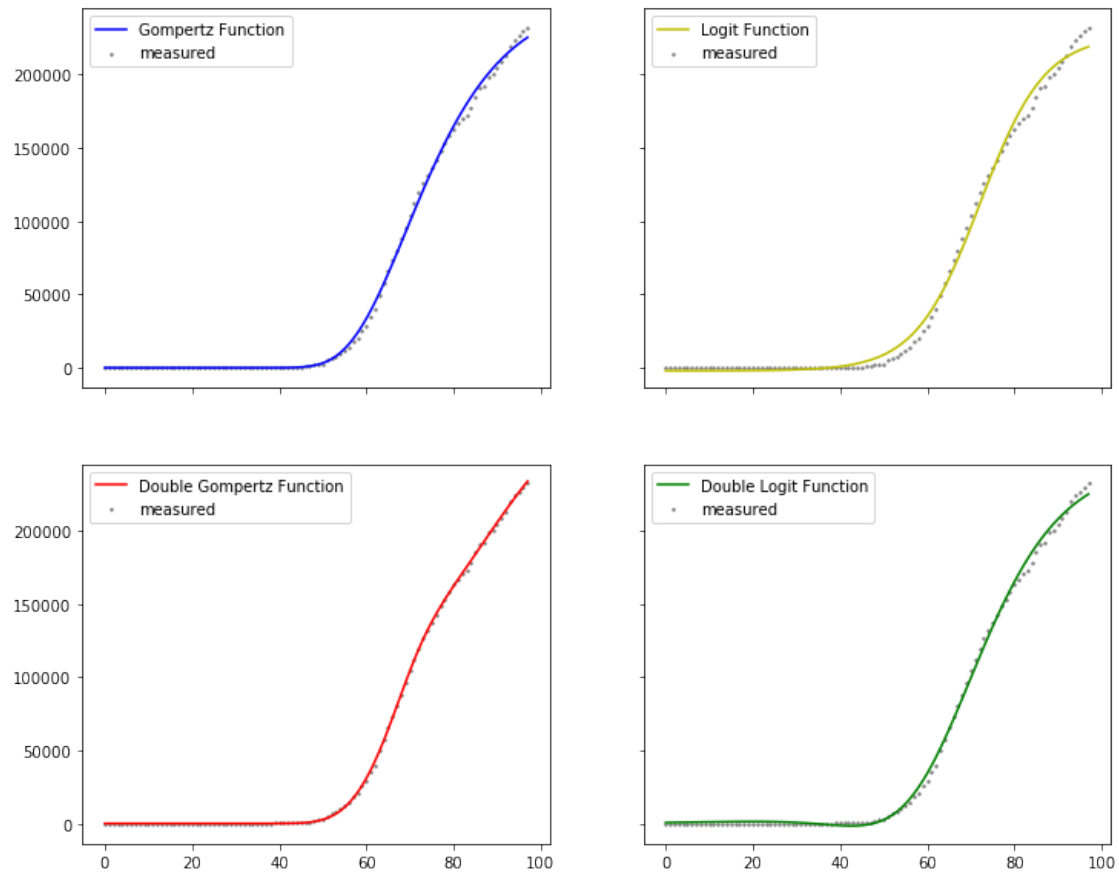 Gompertz Function
measured
200000
150000
100000
50000
0
Logit Function
measured
Double Gompertz Function
measured
200000
150000
100000
50000
0
0 20 40 60 80 100
Double Logit Function
measured
0 20 40 60 80 100